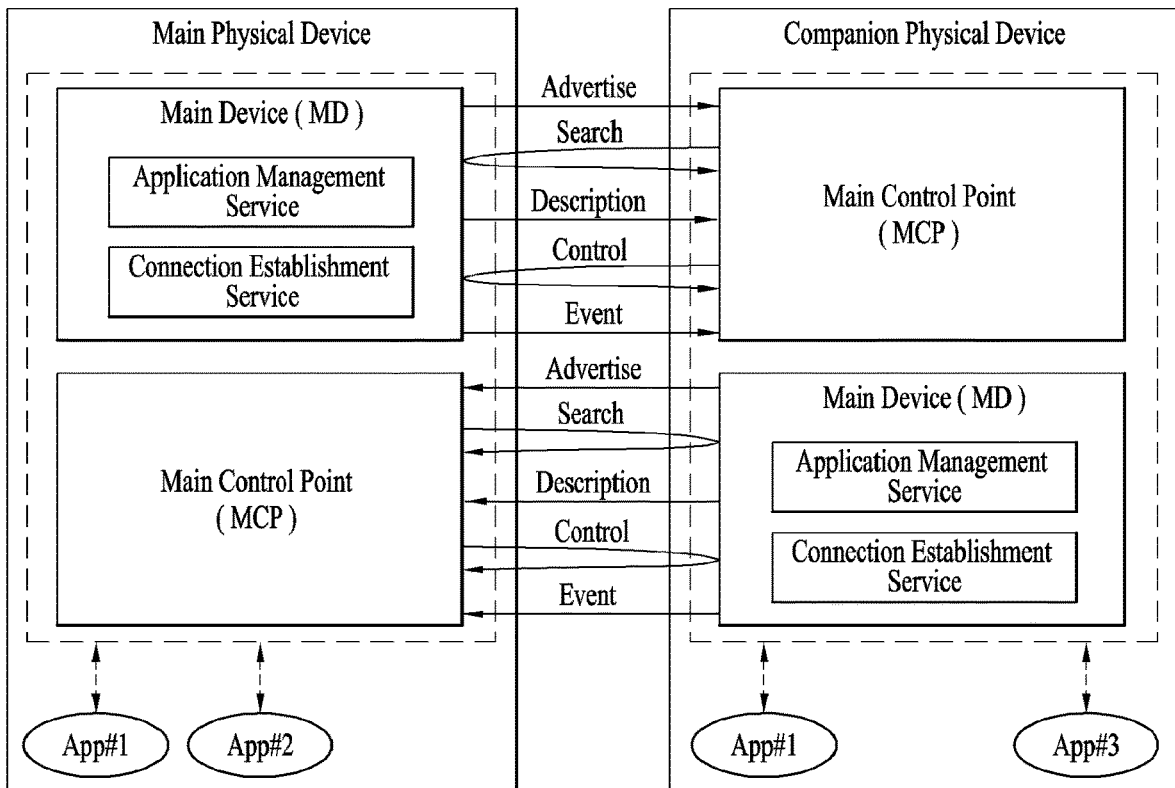 Main Physical Device
Companion Physical Device
Main Device ( MD )
Application Management
Service
Connection Establishment
Service
Advertise
Search
Description
Control
Event
Main Control Point
( MCP )
Main Control Point
( MCP )
Advertise
Search
Description
Control
Event
Main Device ( MD )
Application Management
Service
Connection Establishment
Service
App#1
App#2
App#1
App#3